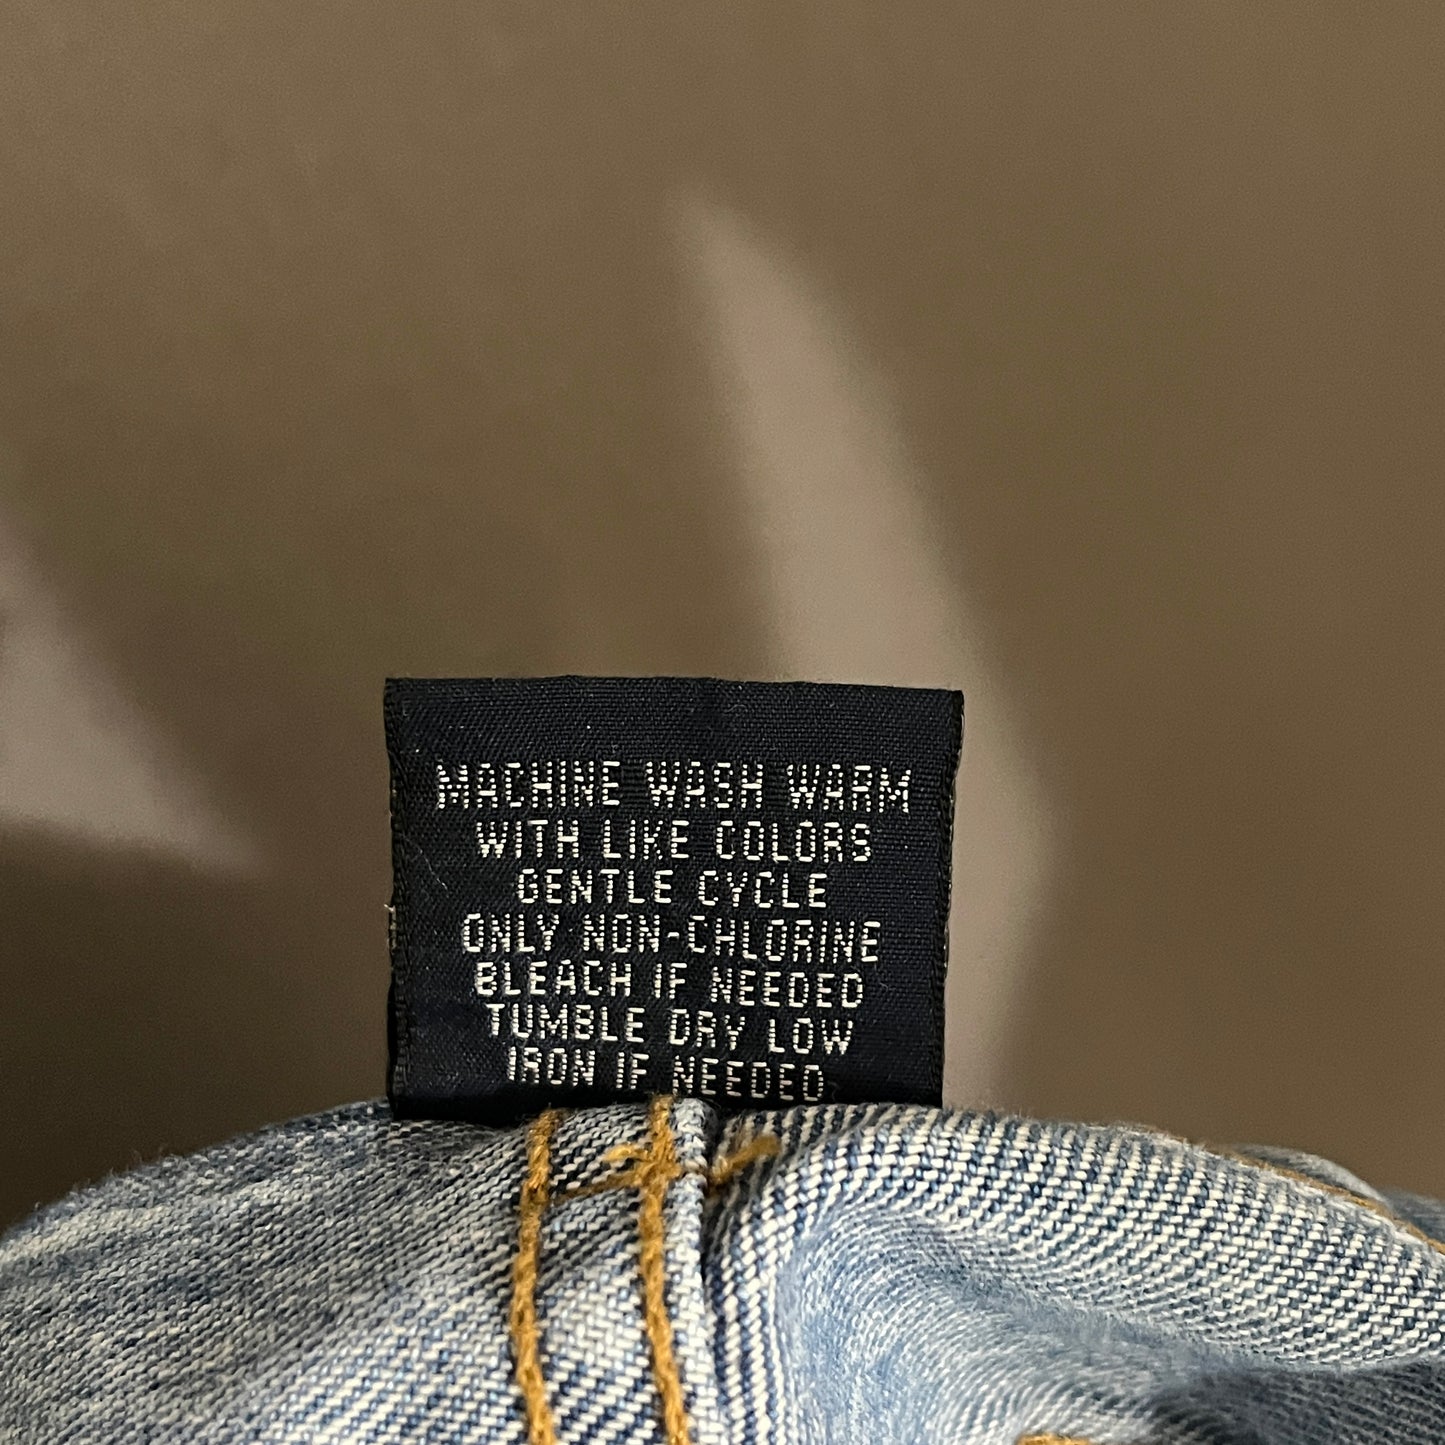 MACHINE WASH WARM
WITH LIKE COLORS
GENTLE CYCLE
ONLY NON-CHLORINE
BLEACH IF NEEDED
TUMBLE DRY LOW
IRON IF NEEDED